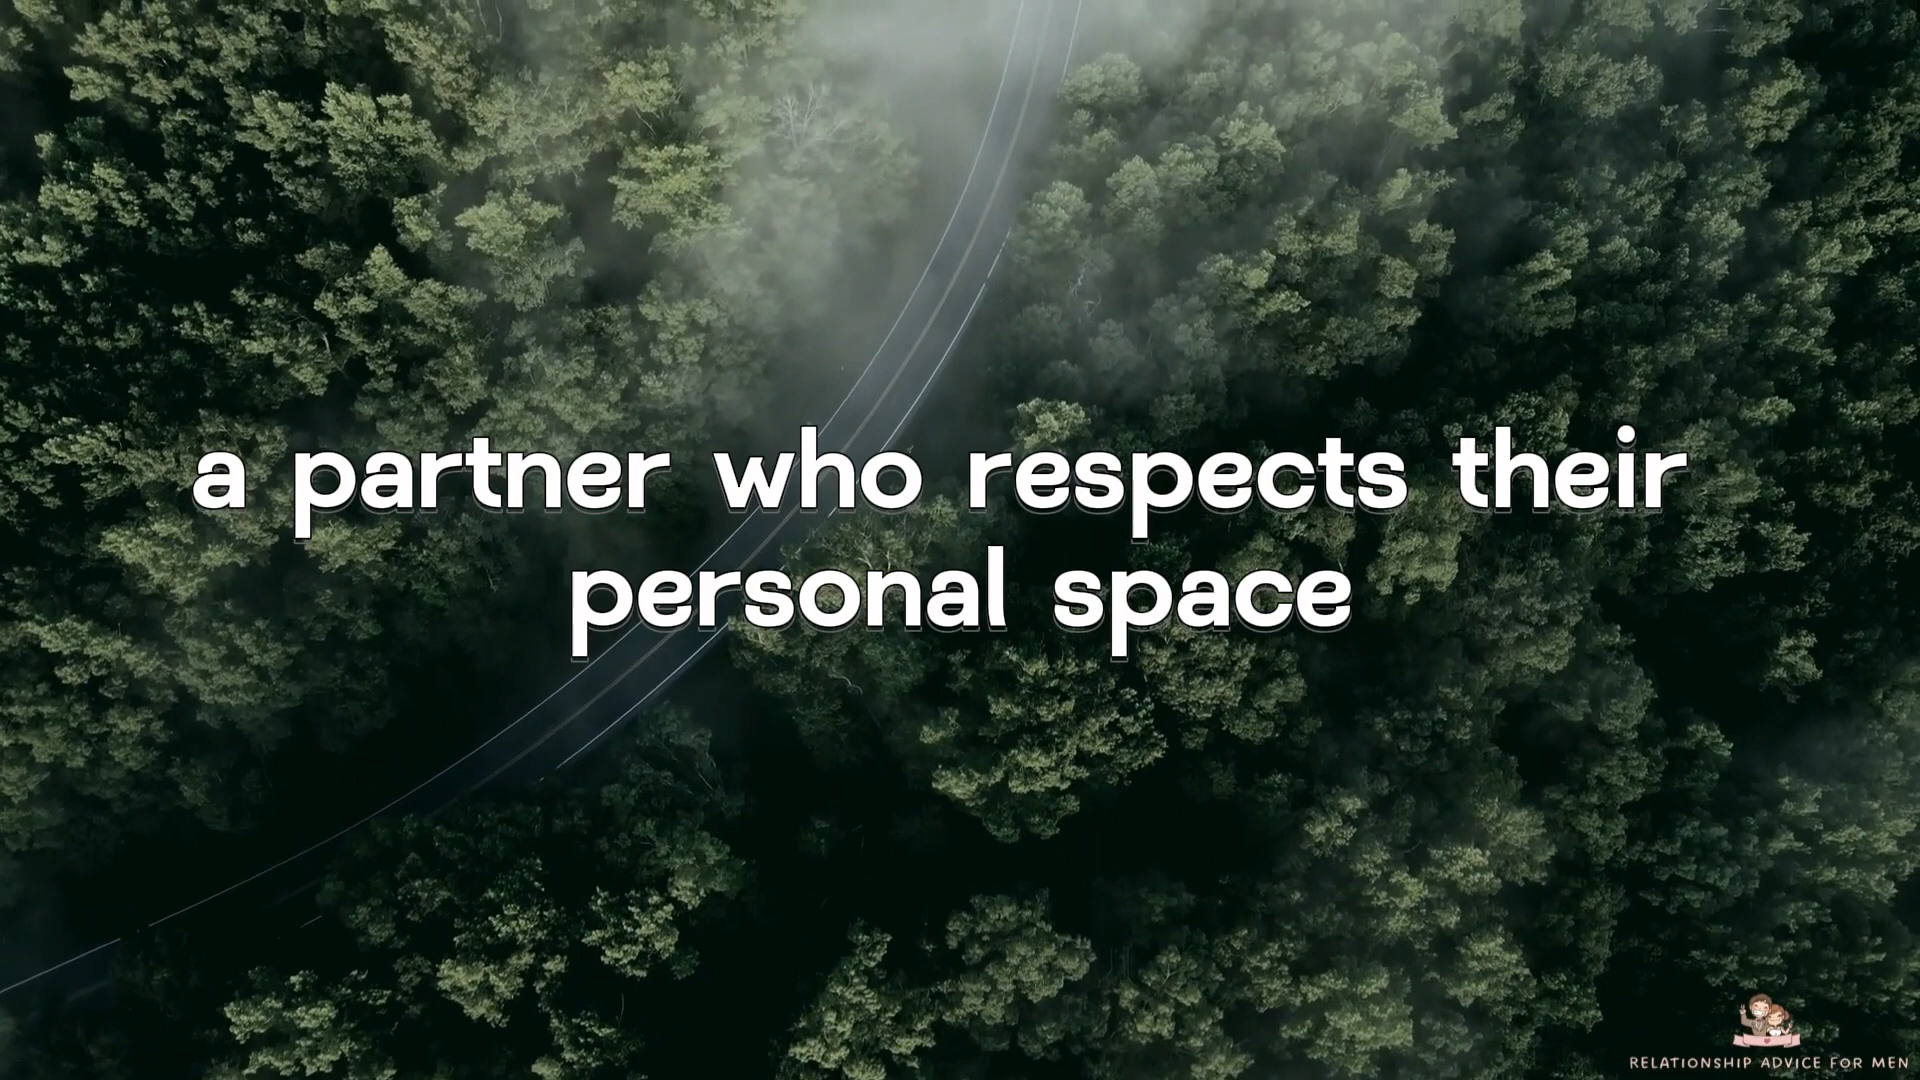 a partner who respects their
personal space
RELATIONSHIP ADVICE FOR MEN